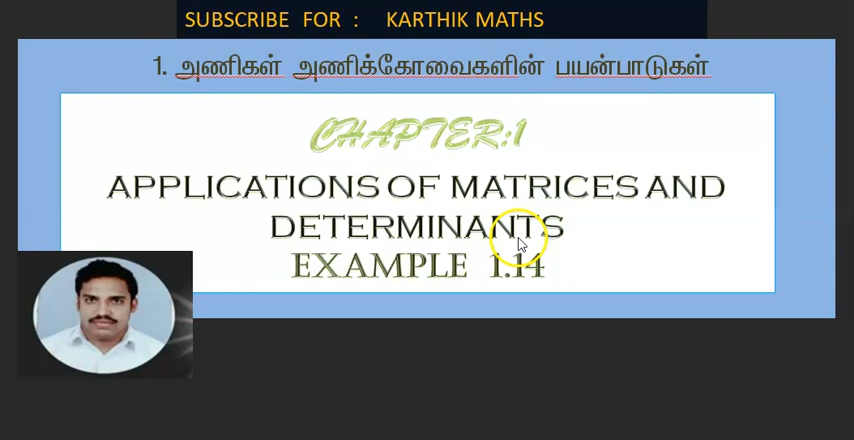 SUBSCRIBE FOR : KARTHIK MATHS
1. அணிகள் அணிக்கோவைகளின் பயன்பாடுகள்
CHAPTER:1
APPLICATIONS OF MATRICES AND
DETERMINANTS
EXAMPLE 1.14